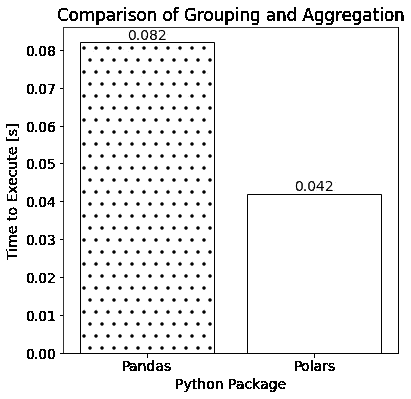 Comparison of Grouping and Aggregation
0.082
0.042
0.08
0.07
0.06
0.05
0.04
0.03
0.02
0.01
0.00
Time to Execute [s]
Pandas
Polars
Python Package